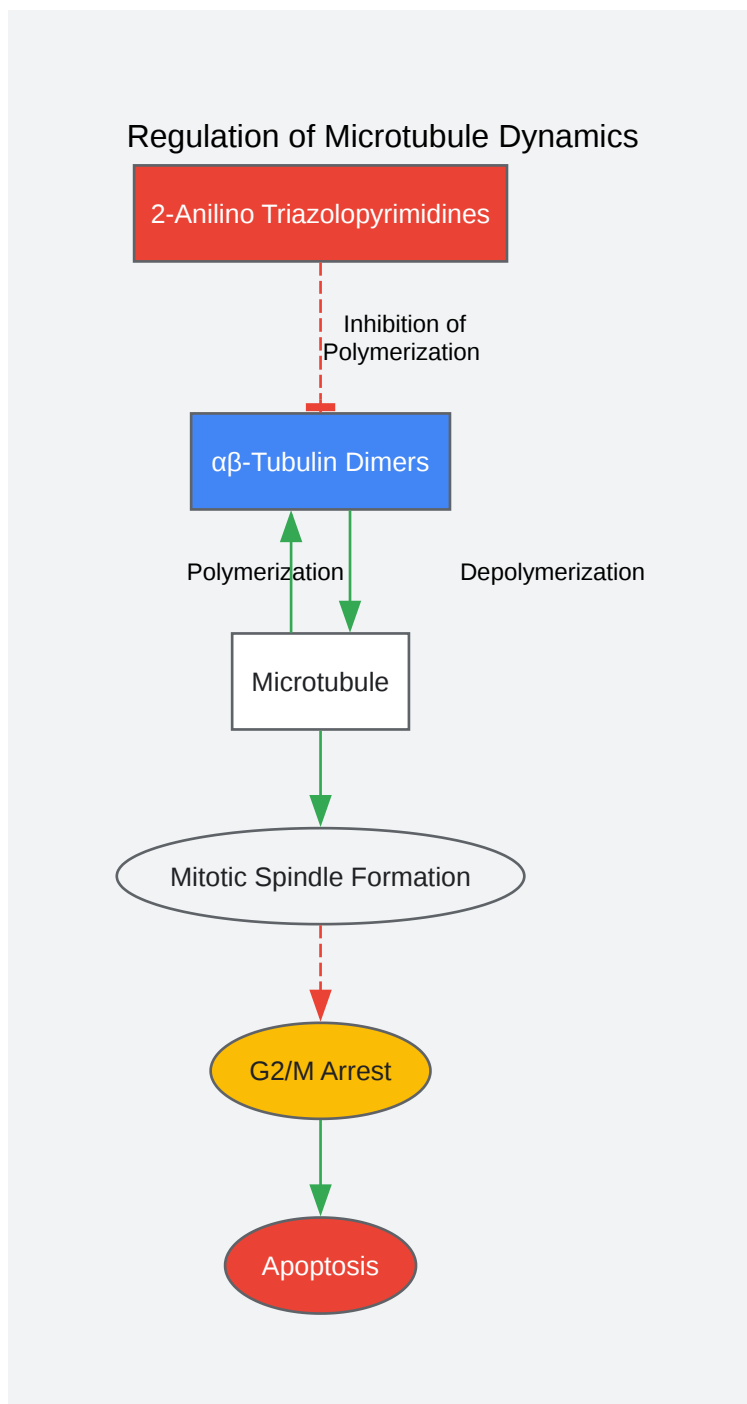 Regulation of Microtubule Dynamics
2-Anilino Triazolopyrimidines
Inhibition of
Polymerization
αβ-Tubulin Dimers
Polymerization
Depolymerization
Microtubule
Mitotic Spindle Formation
G2/M Arrest
Apoptosis